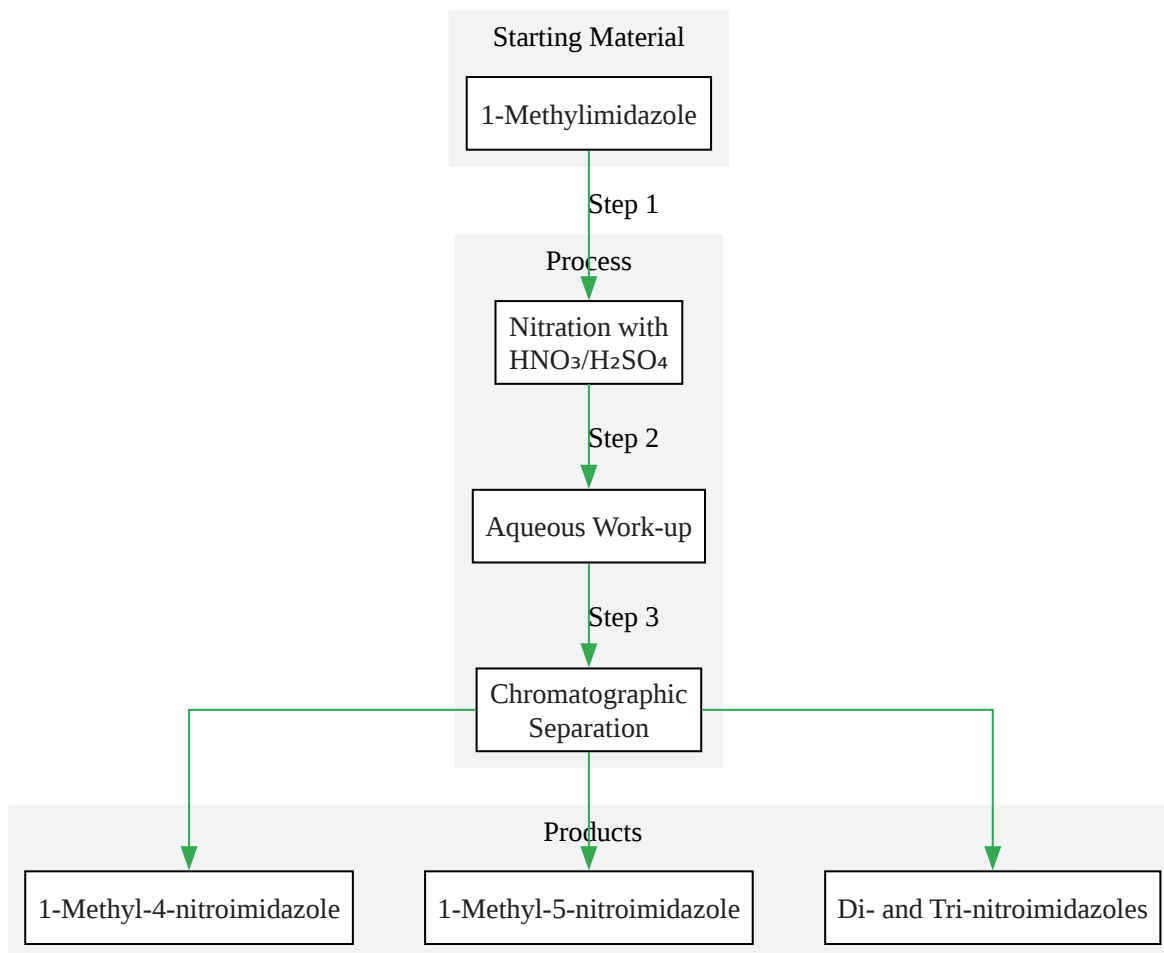 Starting Material
1-Methylimidazole
Step 1
Process
Nitration with
HNO₃/H₂SO₄
Step 2
Aqueous Work-up
Step 3
Chromatographic
Separation
Products
1-Methyl-4-nitroimidazole
1-Methyl-5-nitroimidazole
Di- and Tri-nitroimidazoles